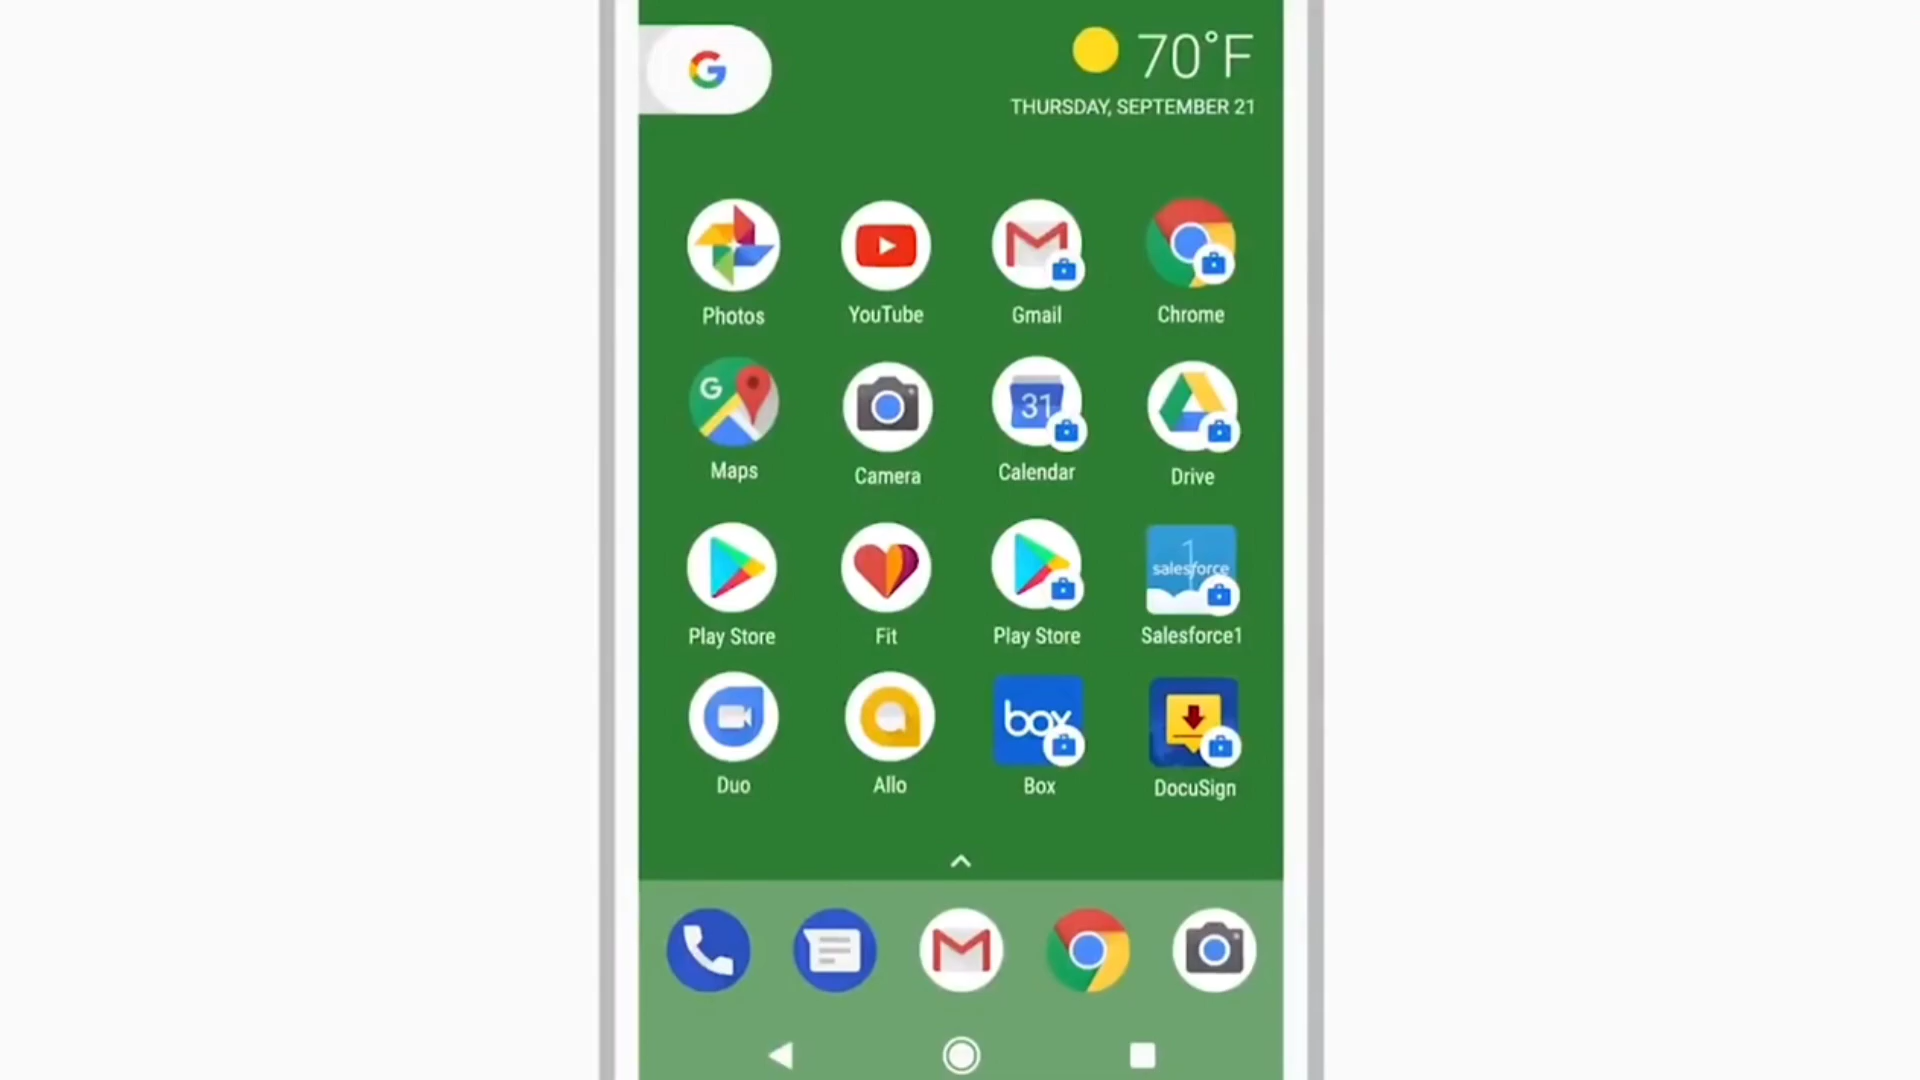 G
70°F
THURSDAY, SEPTEMBER 21
Photos
YouTube
Gmail
Chrome
G
31
Maps
Camera
Calendar
Drive
1
salesforce
Play Store
Fit
Play Store
Salesforce1
box
Duo
Allo
Box
DocuSign